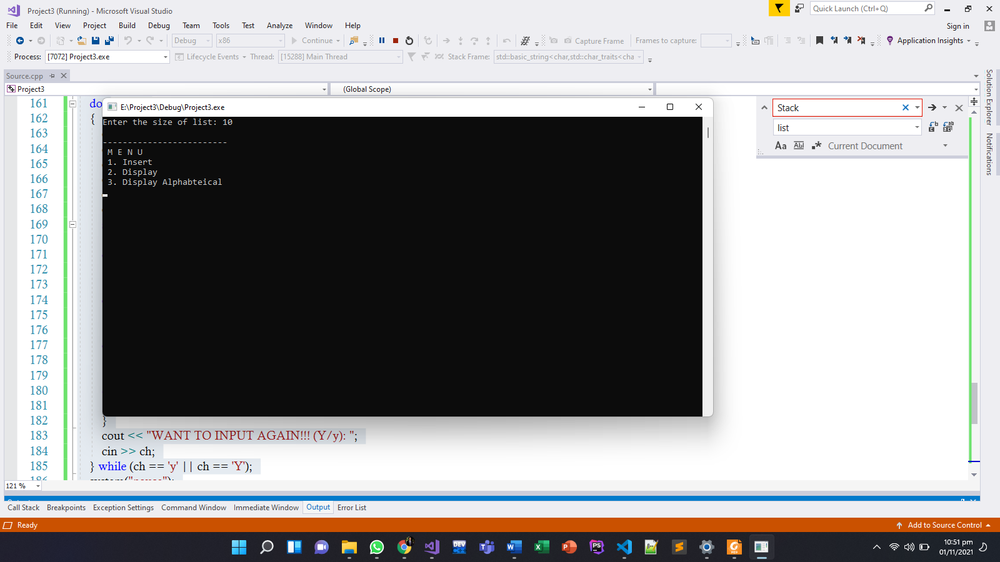 Project3 (Running) - Microsoft Visual Studio
Quick Launch (Ctrl+Q)
File Edit View Project Build Debug Team Tools Test Analyze Window Help
Sign in
Debug x86 Continue Capture Frame Frames to capture: Application Insights
Process: [7072] Project3.exe Lifecycle Events Thread: [15288] Main Thread Stack Frame: std::basic_string<char,std::char_traits<cha
Source.cpp
Project3 (Global Scope)
Solution Explorer
Notifications
Stack
list
Aa Abl Current Document
E:\Project3\Debug\Project3.exe
Enter the size of list: 10
-------------------------
M E N U
1. Insert
2. Display
3. Display Alphabteical
161 do
162 {
163
164
165
166
167
168
169
170
171
172
173
174
175
176
177
178
179
180
181
182 }
183 cout << "WANT TO INPUT AGAIN!!! (Y/y): ";
184 cin >> ch;
185 } while (ch == 'y' || ch == 'Y');
186 system("pause");
121 %
Call Stack Breakpoints Exception Settings Command Window Immediate Window Output Error List
Ready
Add to Source Control
10:51 pm
01/11/2021